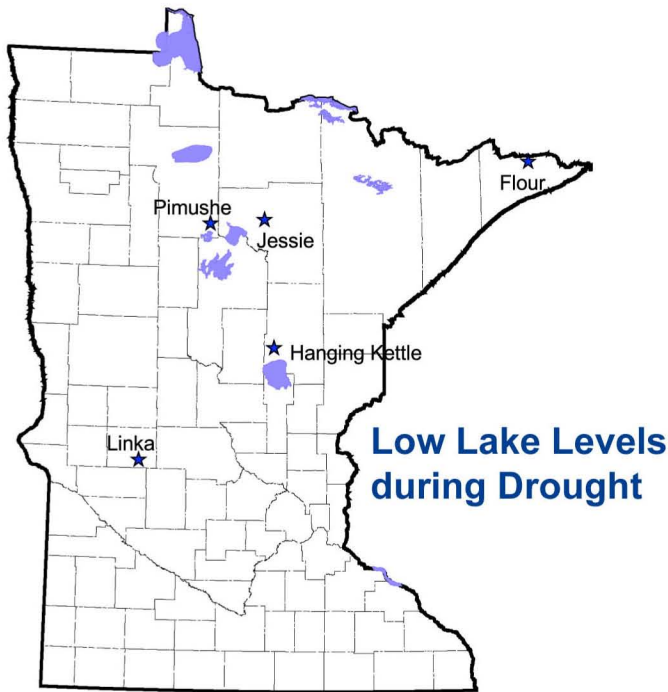 Flour
Pimushe
Jessie
Hanging Kettle
Linka
Low Lake Levels
during Drought